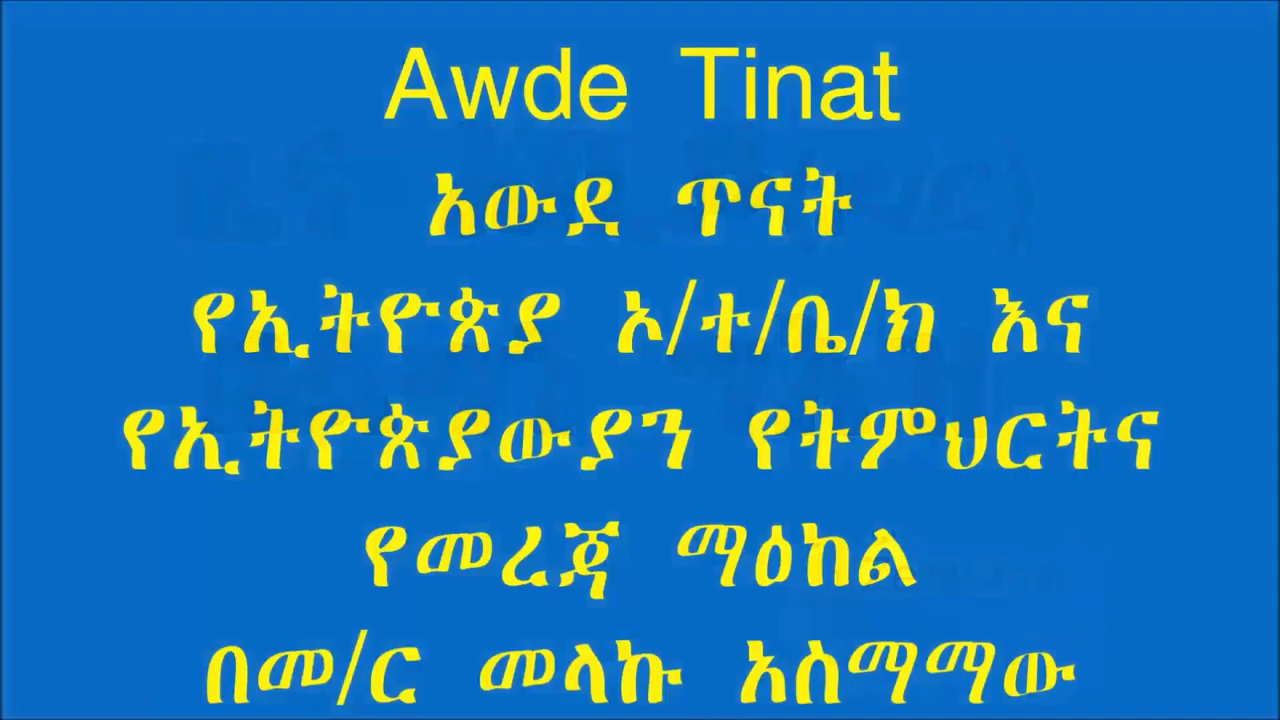 Awde Tinat
አውደ ጥናት
የኢትዮጵያ ኦ/ተ/ቤ/ክ እና
የኢትዮጵያውያን የትምህርትና
የመረጃ ማዕከል
በመ/ር መላኩ አስማማው